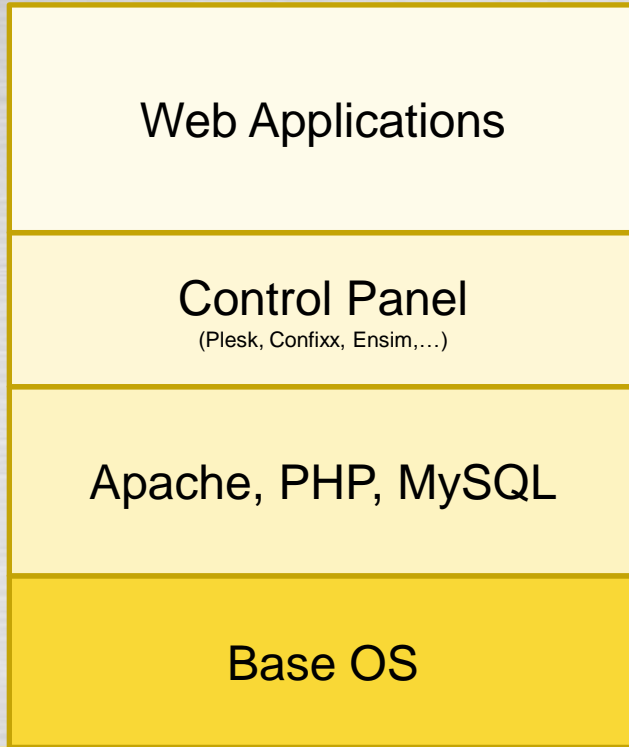 Web Applications
Control Panel
(Plesk, Confixx, Ensim,…)
Apache, PHP, MySQL
Base OS